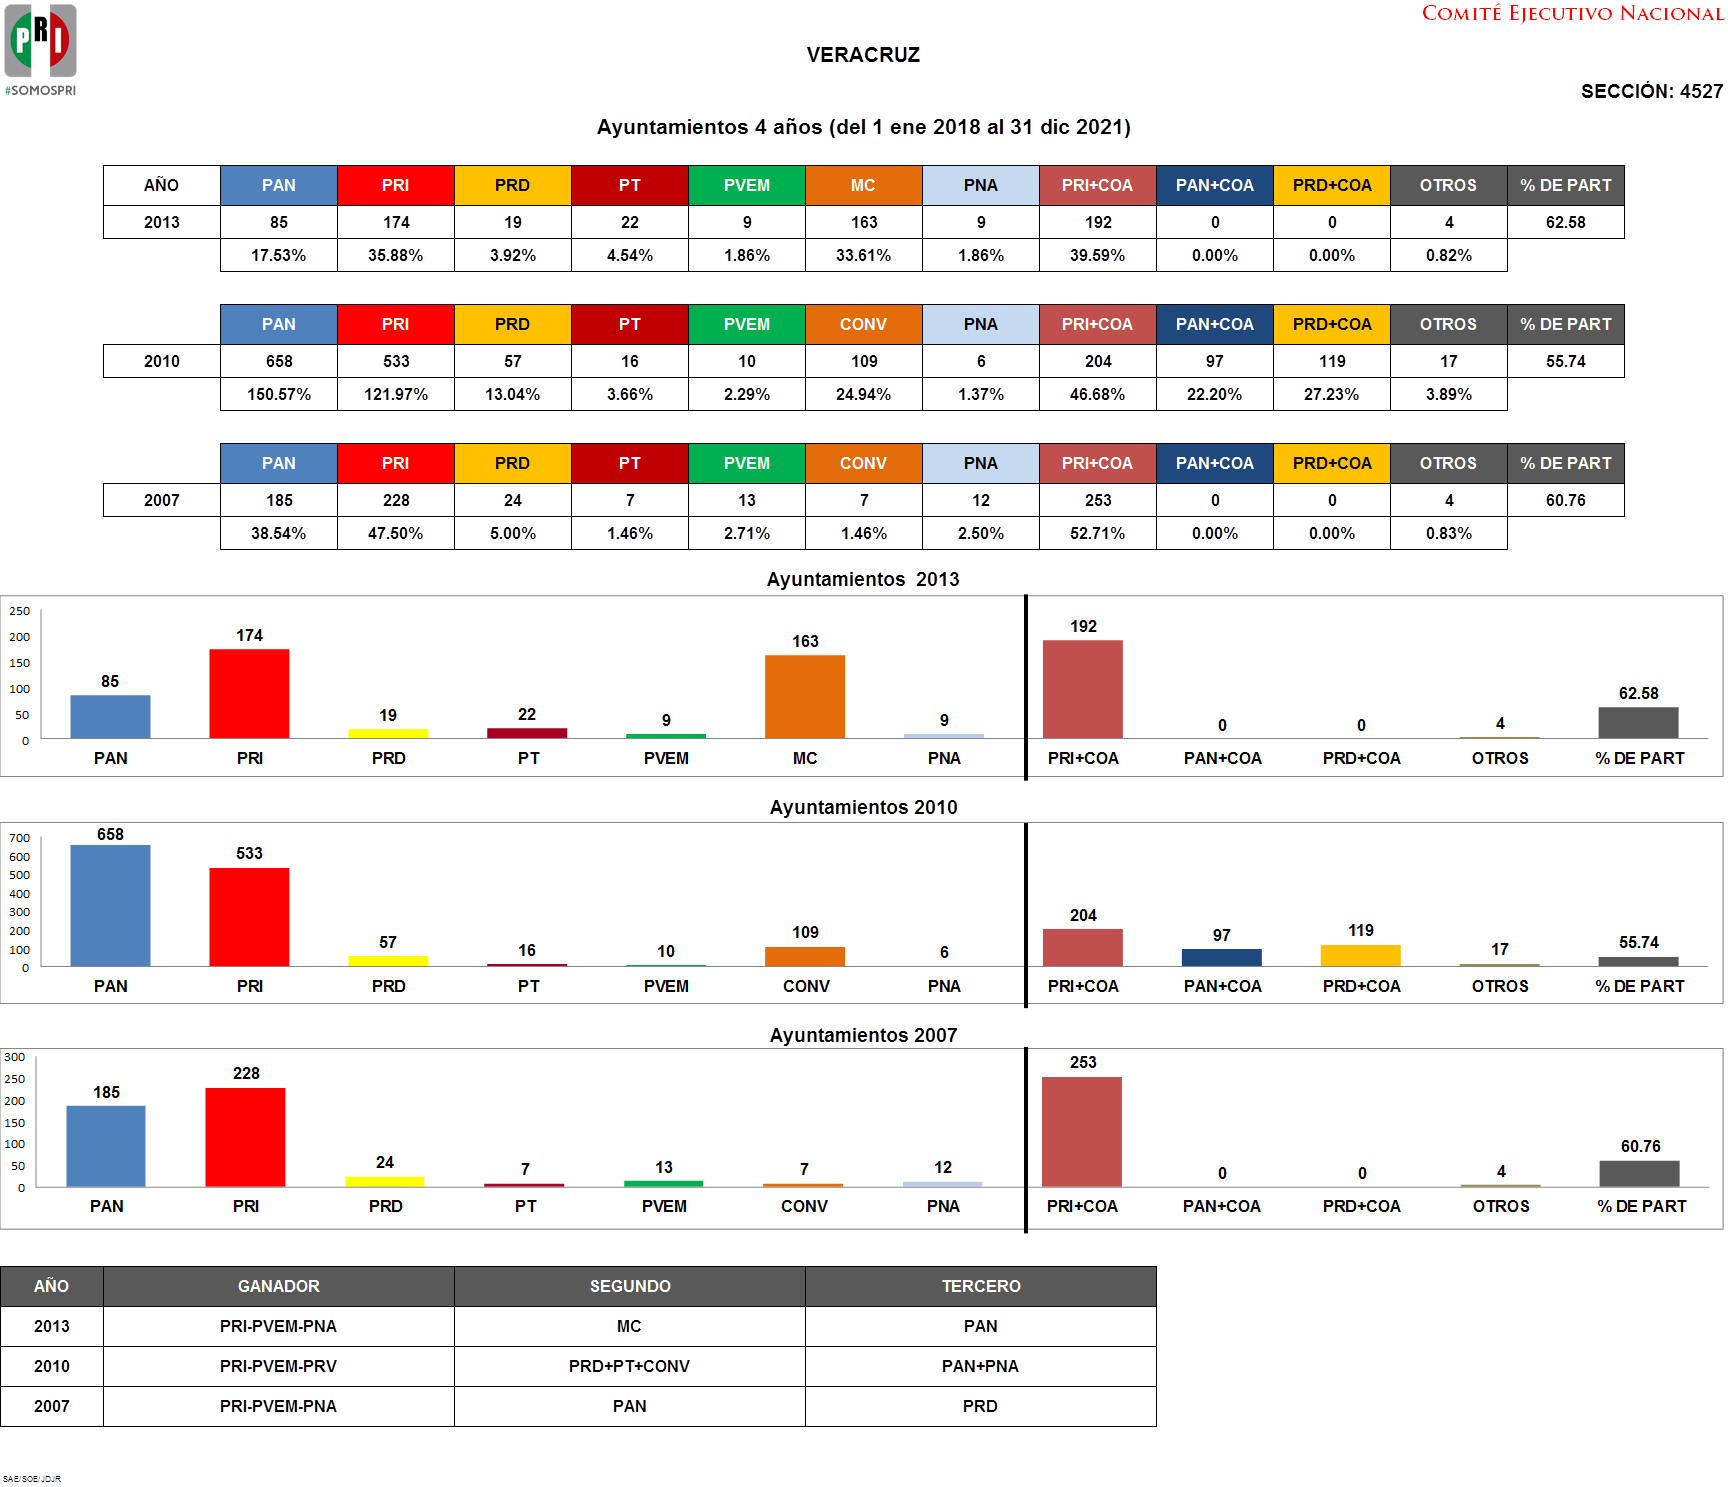 PRI
#SOMOSPRI
COMITÉ EJECUTIVO NACIONAL
VERACRUZ
SECCIÓN: 4527
Ayuntamientos 4 años (del 1 ene 2018 al 31 dic 2021)
AÑO PAN PRI PRD PT PVEM MC PNA PRI+COA PAN+COA PRD+COA OTROS % DE PART
2013 85 174 19 22 9 163 9 192 0 0 4 62.58
17.53% 35.88% 3.92% 4.54% 1.86% 33.61% 1.86% 39.59% 0.00% 0.00% 0.82%
PAN PRI PRD PT PVEM CONV PNA PRI+COA PAN+COA PRD+COA OTROS % DE PART
2010 658 533 57 16 10 109 6 204 97 119 17 55.74
150.57% 121.97% 13.04% 3.66% 2.29% 24.94% 1.37% 46.68% 22.20% 27.23% 3.89%
PAN PRI PRD PT PVEM CONV PNA PRI+COA PAN+COA PRD+COA OTROS % DE PART
2007 185 228 24 7 13 7 12 253 0 0 4 60.76
38.54% 47.50% 5.00% 1.46% 2.71% 1.46% 2.50% 52.71% 0.00% 0.00% 0.83%
Ayuntamientos 2013
250
200
150
100
50
0
85 174 19 22 9 163 9 192 0 0 4 62.58
PAN PRI PRD PT PVEM MC PNA PRI+COA PAN+COA PRD+COA OTROS % DE PART
Ayuntamientos 2010
700
600
500
400
300
200
100
0
658 533 57 16 10 109 6 204 97 119 17 55.74
PAN PRI PRD PT PVEM CONV PNA PRI+COA PAN+COA PRD+COA OTROS % DE PART
Ayuntamientos 2007
300
250
200
150
100
50
0
185 228 24 7 13 7 12 253 0 0 4 60.76
PAN PRI PRD PT PVEM CONV PNA PRI+COA PAN+COA PRD+COA OTROS % DE PART
AÑO GANADOR SEGUNDO TERCERO
2013 PRI-PVEM-PNA MC PAN
2010 PRI-PVEM-PRV PRD+PT+CONV PAN+PNA
2007 PRI-PVEM-PNA PAN PRD
SAE/SOE/JDJR